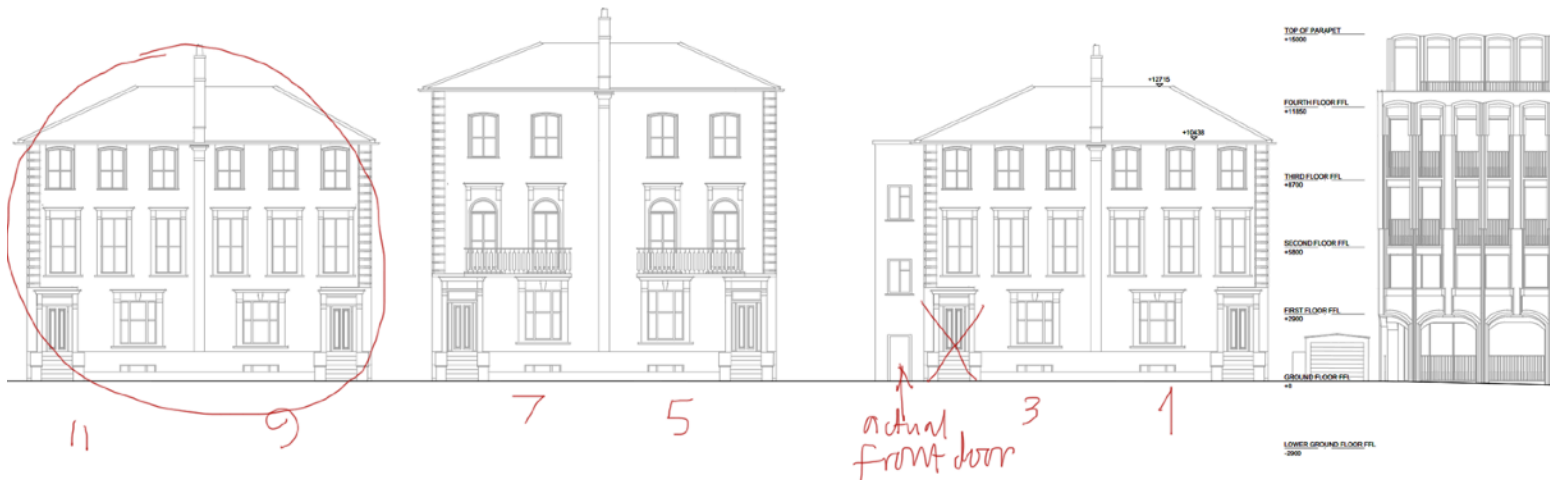 TOP OF PARAPET
+15000
+12715
FOURTH FLOOR FFL
+11850
+10438
THIRD FLOOR FFL
+8700
SECOND FLOOR FFL
+5800
FIRST FLOOR FFL
+2900
GROUND FLOOR FFL
+0
LOWER GROUND FLOOR FFL
-2900
11
9
7
5
actual
front door
3
1